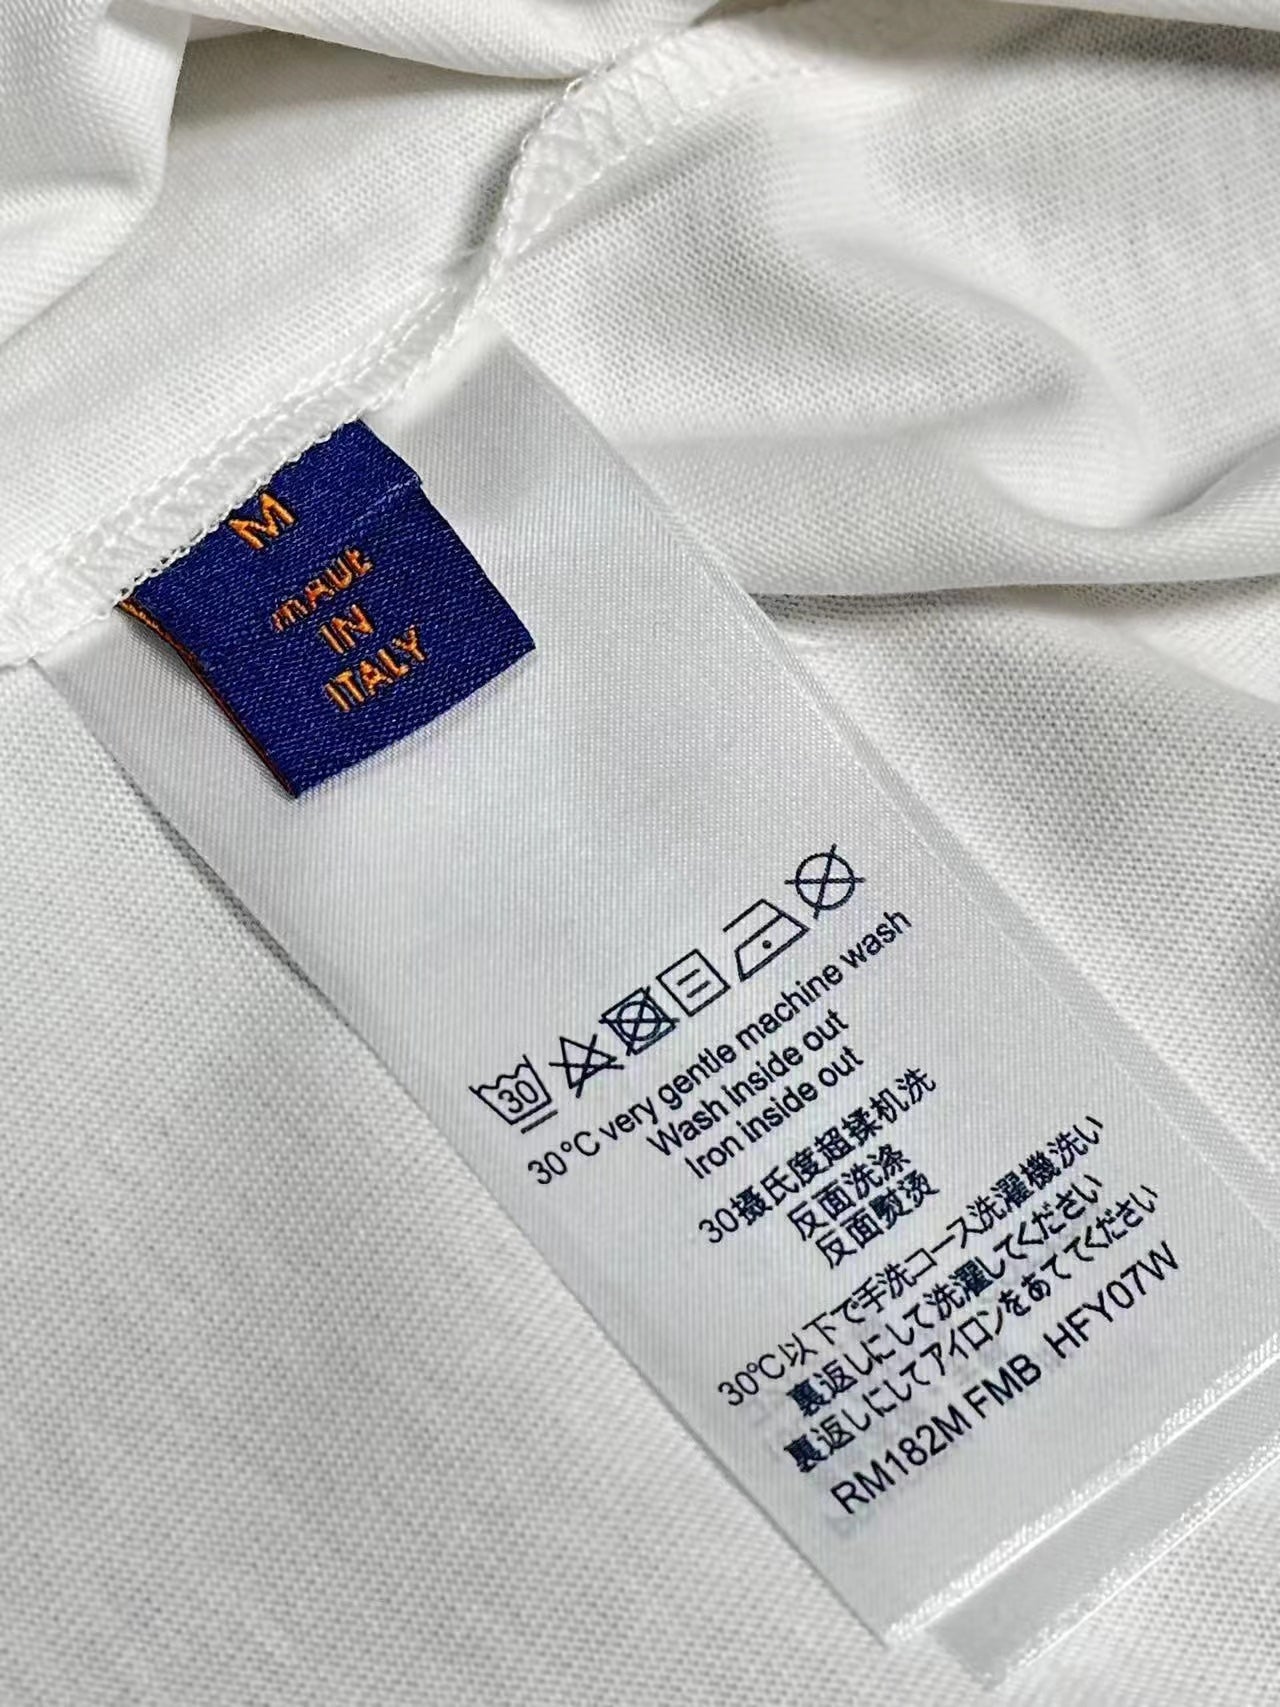 M
MADE
IN
ITALY
30
30°C very gentle machine wash
Wash inside out
Iron inside out
30摄氏度超揉机洗
反面洗涤
反面熨烫
30℃以下で手洗コース洗濯機洗い
裏返しにして洗濯してください
裏返しにしてアイロンをあててください
RM182M FMB HFY07W